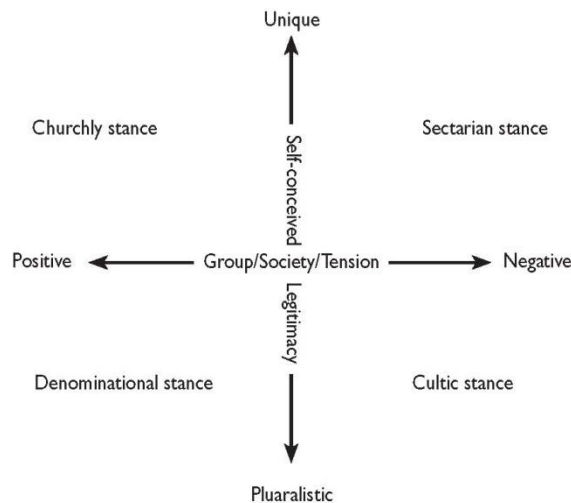 Unique
Churchly stance
Sectarian stance
Self-conceived
Positive
Group/Society/Tension
Negative
Legitimacy
Denominational stance
Cultic stance
Pluaralistic